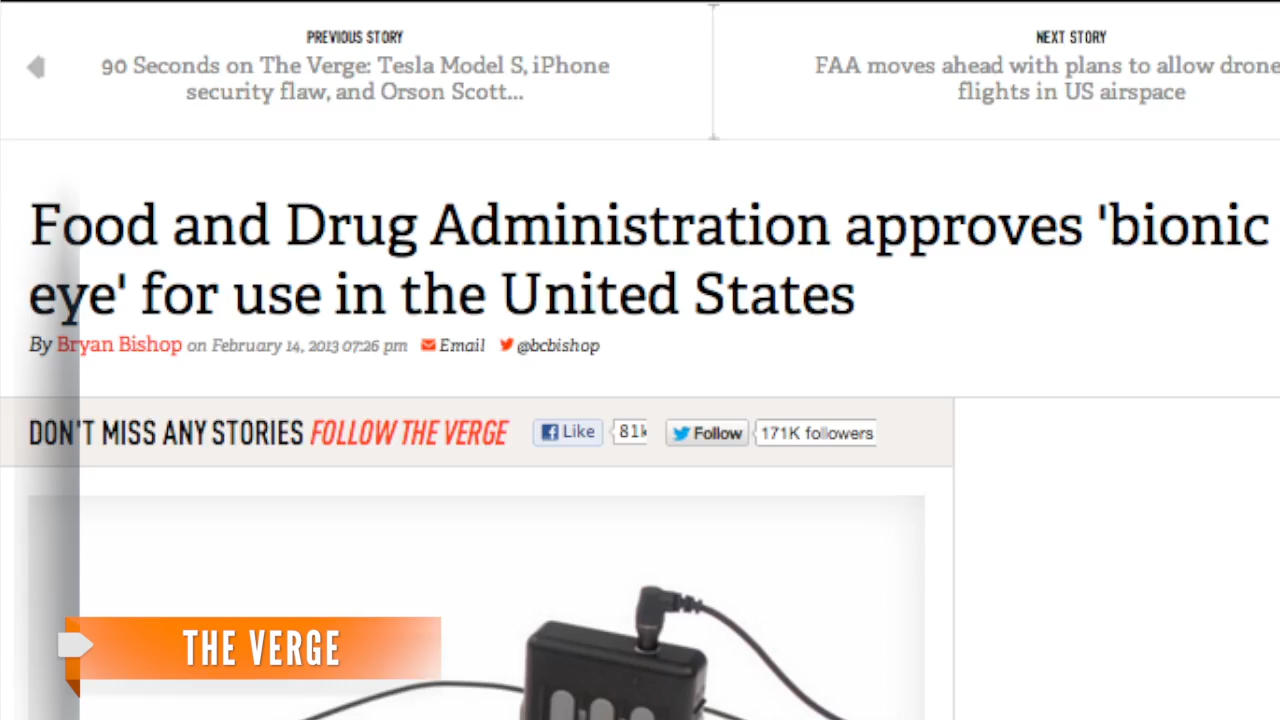 PREVIOUS STORY
90 Seconds on The Verge: Tesla Model S, iPhone
security flaw, and Orson Scott...
NEXT STORY
FAA moves ahead with plans to allow drone
flights in US airspace
Food and Drug Administration approves 'bionic
eye' for use in the United States
By Bryan Bishop on February 14, 2013 07:26 pm Email @bcbishop
DON'T MISS ANY STORIES FOLLOW THE VERGE Like 81k Follow 171K followers
THE VERGE